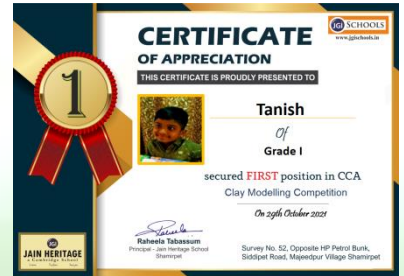 CERTIFICATE
OF APPRECIATION
THIS CERTIFICATE IS PROUDLY PRESENTED TO
JGI SCHOOLS
www.jgischools.in
1
Tanish
Of
Grade I
secured FIRST position in CCA
Clay Modelling Competition
On 29th October 2021
Raheela Tabassum
Principal - Jain Heritage School
Shamirpet
Survey No. 52, Opposite HP Petrol Bunk,
Siddipet Road, Majeedpur Village Shamirpet
JGI
JAIN HERITAGE
a Cambridge School